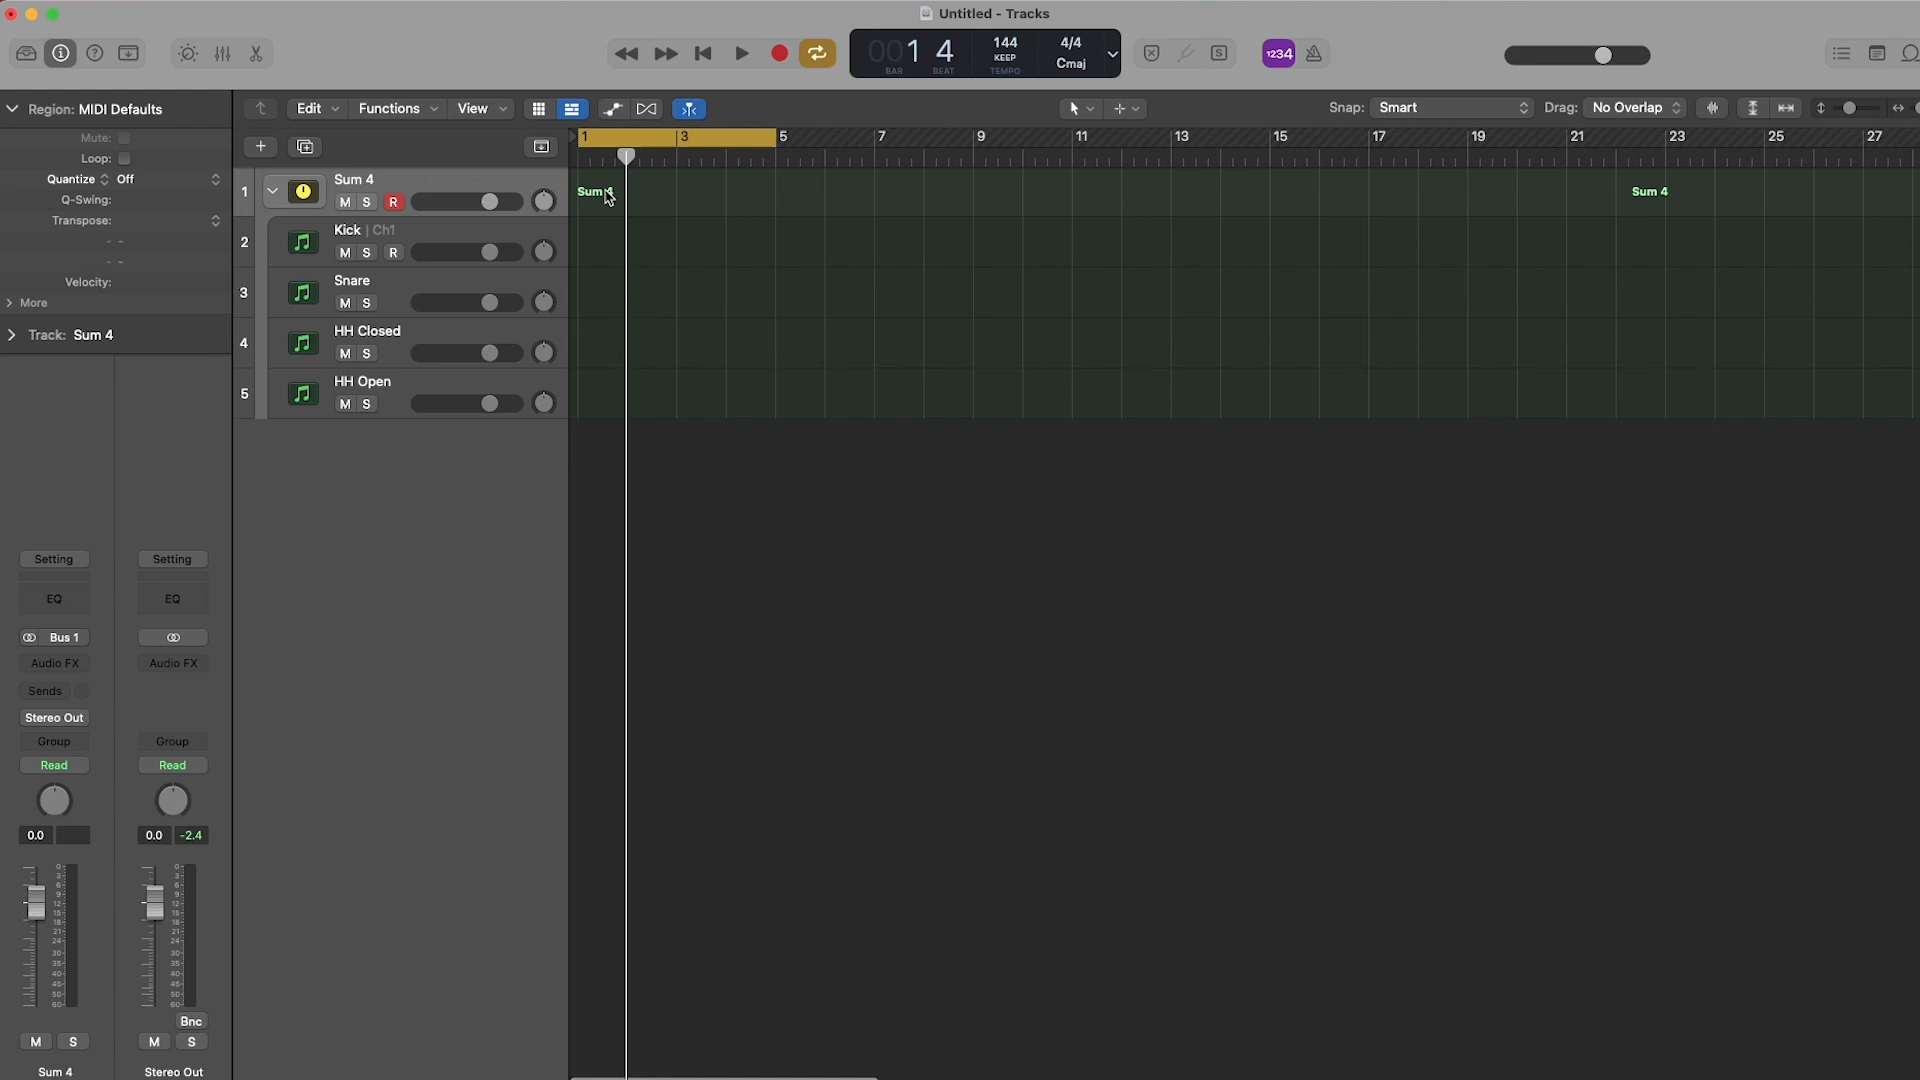 Untitled - Tracks
001 4 144 4/4
KEEP Cmaj
BAR BEAT TEMPO
1234
S
Region: MIDI Defaults
Edit Functions View Snap: Smart Drag: No Overlap
Mute:
Loop:
Quantize Off
Q-Swing:
Transpose:
- -
- -
Velocity:
More
Track: Sum 4
1 3 5 7 9 11 13 15 17 19 21 23 25 27
1 Sum 4
M S R
Sum 4 Sum 4
2 Kick | Ch1
M S R
3 Snare
M S
4 HH Closed
M S
5 HH Open
M S
Setting Setting
EQ EQ
Bus 1
Audio FX Audio FX
Sends
Stereo Out
Group Group
Read Read
0.0 0.0 -2.4
0 0
3 3
6 6
9 9
12 12
15 15
18 18
21 21
24 24
30 30
35 35
40 40
45 45
50 50
60 60
Bnc
M S M S
Sum 4 Stereo Out